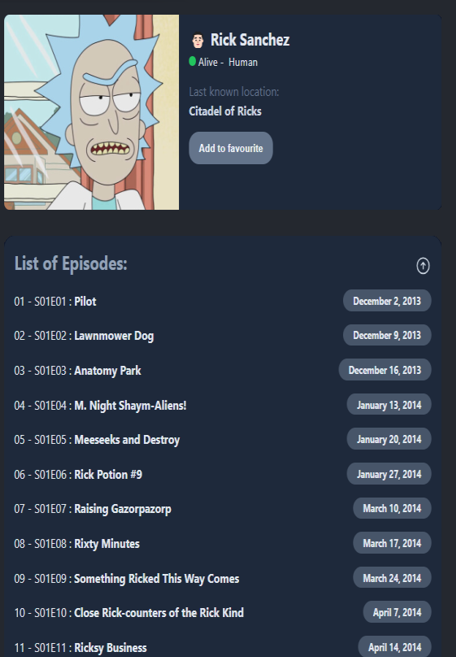 Rick Sanchez
Alive - Human
Last known location:
Citadel of Ricks
Add to favourite
List of Episodes:
01 - S01E01 : Pilot December 2, 2013
02 - S01E02 : Lawnmower Dog December 9, 2013
03 - S01E03 : Anatomy Park December 16, 2013
04 - S01E04 : M. Night Shaym-Aliens! January 13, 2014
05 - S01E05 : Meeseeks and Destroy January 20, 2014
06 - S01E06 : Rick Potion #9 January 27, 2014
07 - S01E07 : Raising Gazorpazorp March 10, 2014
08 - S01E08 : Rixty Minutes March 17, 2014
09 - S01E09 : Something Ricked This Way Comes March 24, 2014
10 - S01E10 : Close Rick-counters of the Rick Kind April 7, 2014
11 - S01E11 : Ricksy Business April 14, 2014